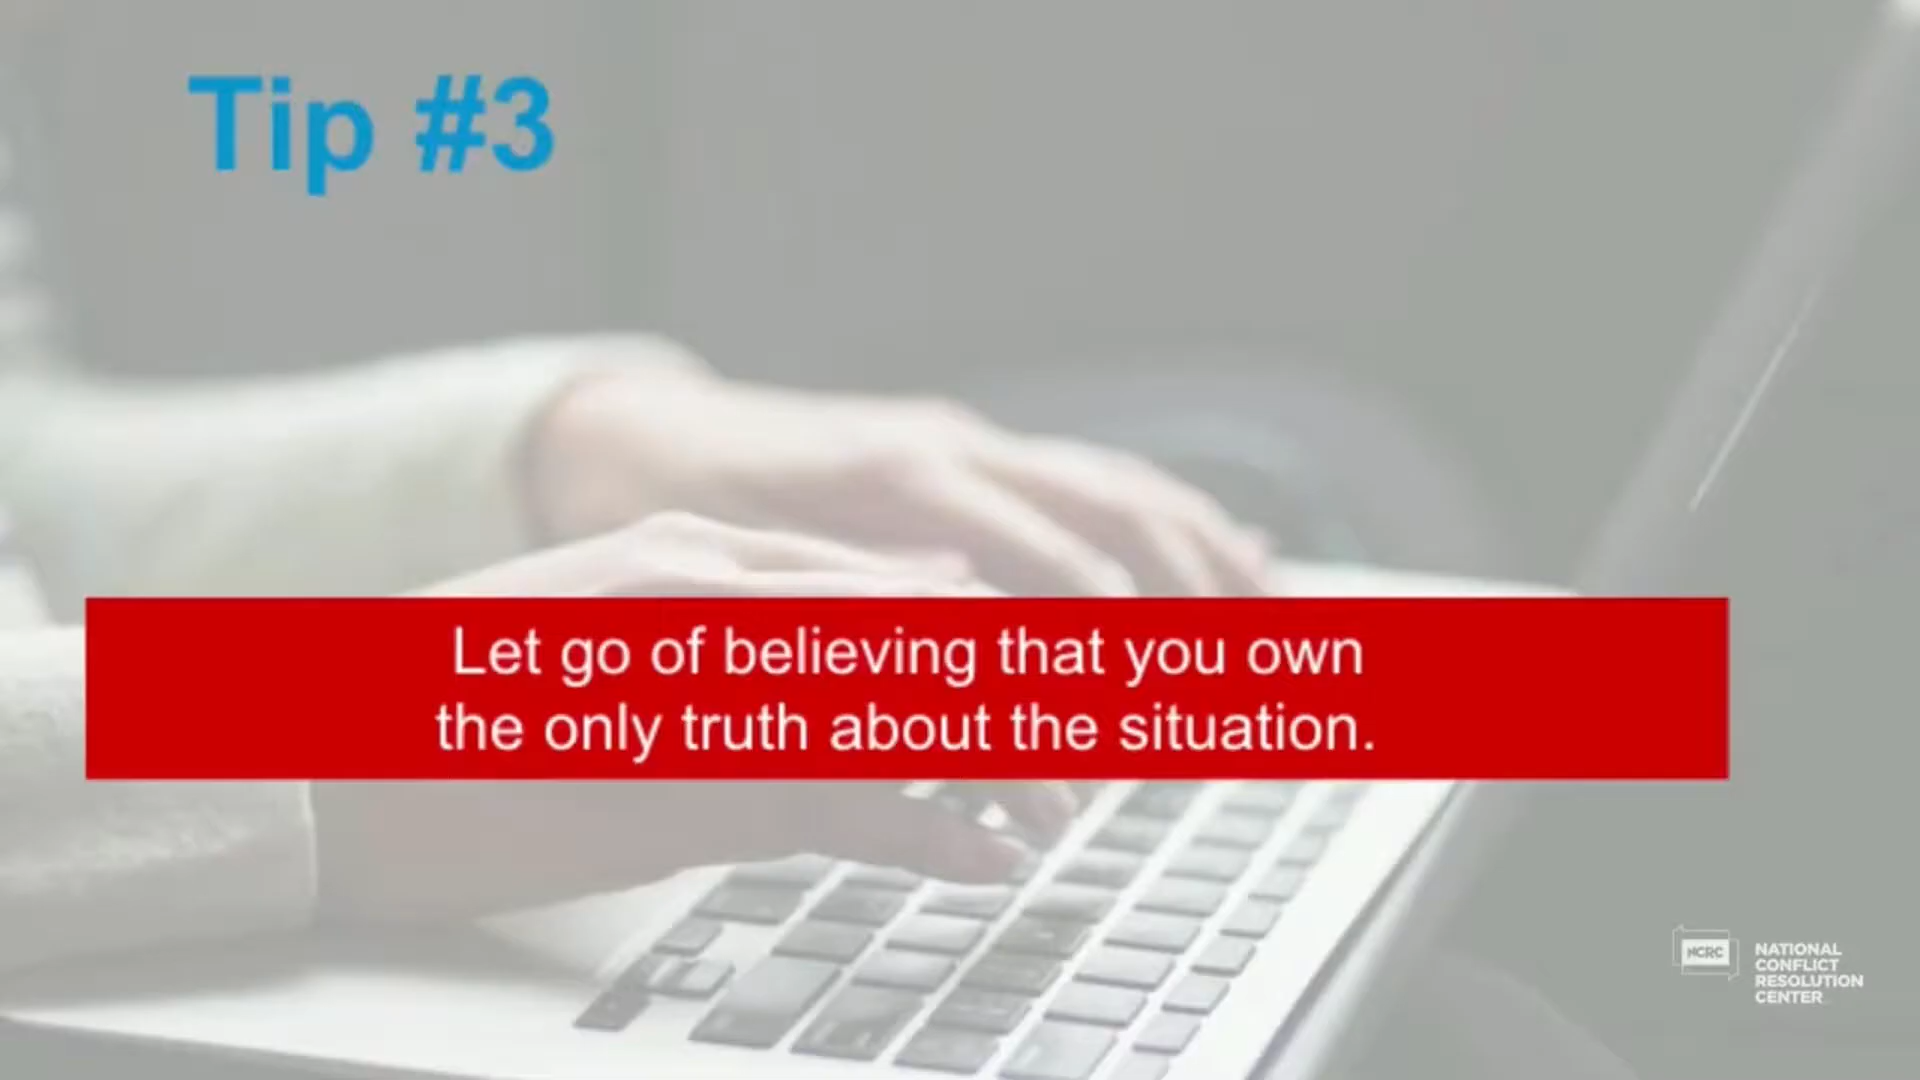 Tip #3
Let go of believing that you own
the only truth about the situation.
NCRC
NATIONAL
CONFLICT
RESOLUTION
CENTER